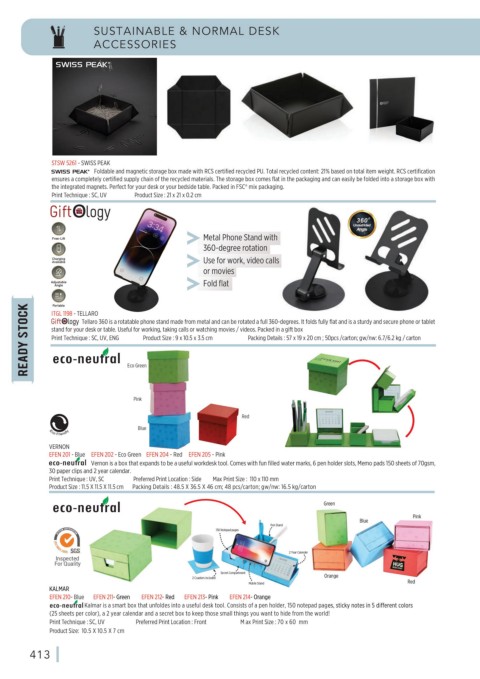 SUSTAINABLE & NORMAL DESK
ACCESSORIES
SWISS PEAK
STSW 5261 - SWISS PEAK
SWISS PEAK® Foldable and magnetic storage box made with RCS certified recycled PU. Total recycled content: 21% based on total item weight. RCS certification
ensures a completely certified supply chain of the recycled materials. The storage box comes flat in the packaging and can easily be folded into a storage box with
the integrated magnets. Perfect for your desk or your bedside table. Packed in FSC® mix packaging.
Print Technique : SC, UV Product Size : 21 x 21 x 0.2 cm
Giftology
360°
Angle
Metal Phone Stand with
360-degree rotation
Use for work, video calls
or movies
Fold flat
Adjustable
Angle
Portable
ITGL 1198 - TELLARO
Giftology Tellaro 360 is a rotatable phone stand made from metal and can be rotated a full 360-degrees. It folds fully flat and is a sturdy and secure phone or tablet
stand for your desk or table. Useful for working, taking calls or watching movies / videos. Packed in a gift box
Print Technique : SC, UV, ENG Product Size : 9 x 10.5 x 3.5 cm Packing Details : 57 x 19 x 20 cm ; 50pcs/carton; gw/nw: 6.7/6.2 kg / carton
READY STOCK
eco-neutral
Eco Green
Pink
Red
Blue
VERNON
EFEN 201 - Blue EFEN 202 - Eco Green EFEN 204 - Red EFEN 205 - Pink
eco-neutral Vernon is a box that expands to be a useful workdesk tool. Comes with fun filled water marks, 6 pen holder slots, Memo pads 150 sheets of 70gsm,
30 paper clips and 2 year calendar.
Print Technique : UV, SC Preferred Print Location : Side Max Print Size : 110 x 110 mm
Product Size : 11.5 X 11.5 X 11.5 cm Packing Details : 48.5 X 36.5 X 46 cm; 48 pcs/carton; gw/nw: 16.5 kg/carton
eco-neutral
SGS
Inspected
For Quality
Green
Blue
Pink
Orange
Red
KALMAR
EFEN 210- Blue EFEN 211- Green EFEN 212- Red EFEN 213- Pink EFEN 214- Orange
eco-neutral Kalmar is a smart box that unfolds into a useful desk tool. Consists of a pen holder, 150 notepad pages, sticky notes in 5 different colors
(25 sheets per color), a 2 year calendar and a secret box to keep those small things you want to hide from the world!
Print Technique : SC, UV Preferred Print Location : Front M ax Print Size : 70 x 60 mm
Product Size: 10.5 X 10.5 X 7 cm
413